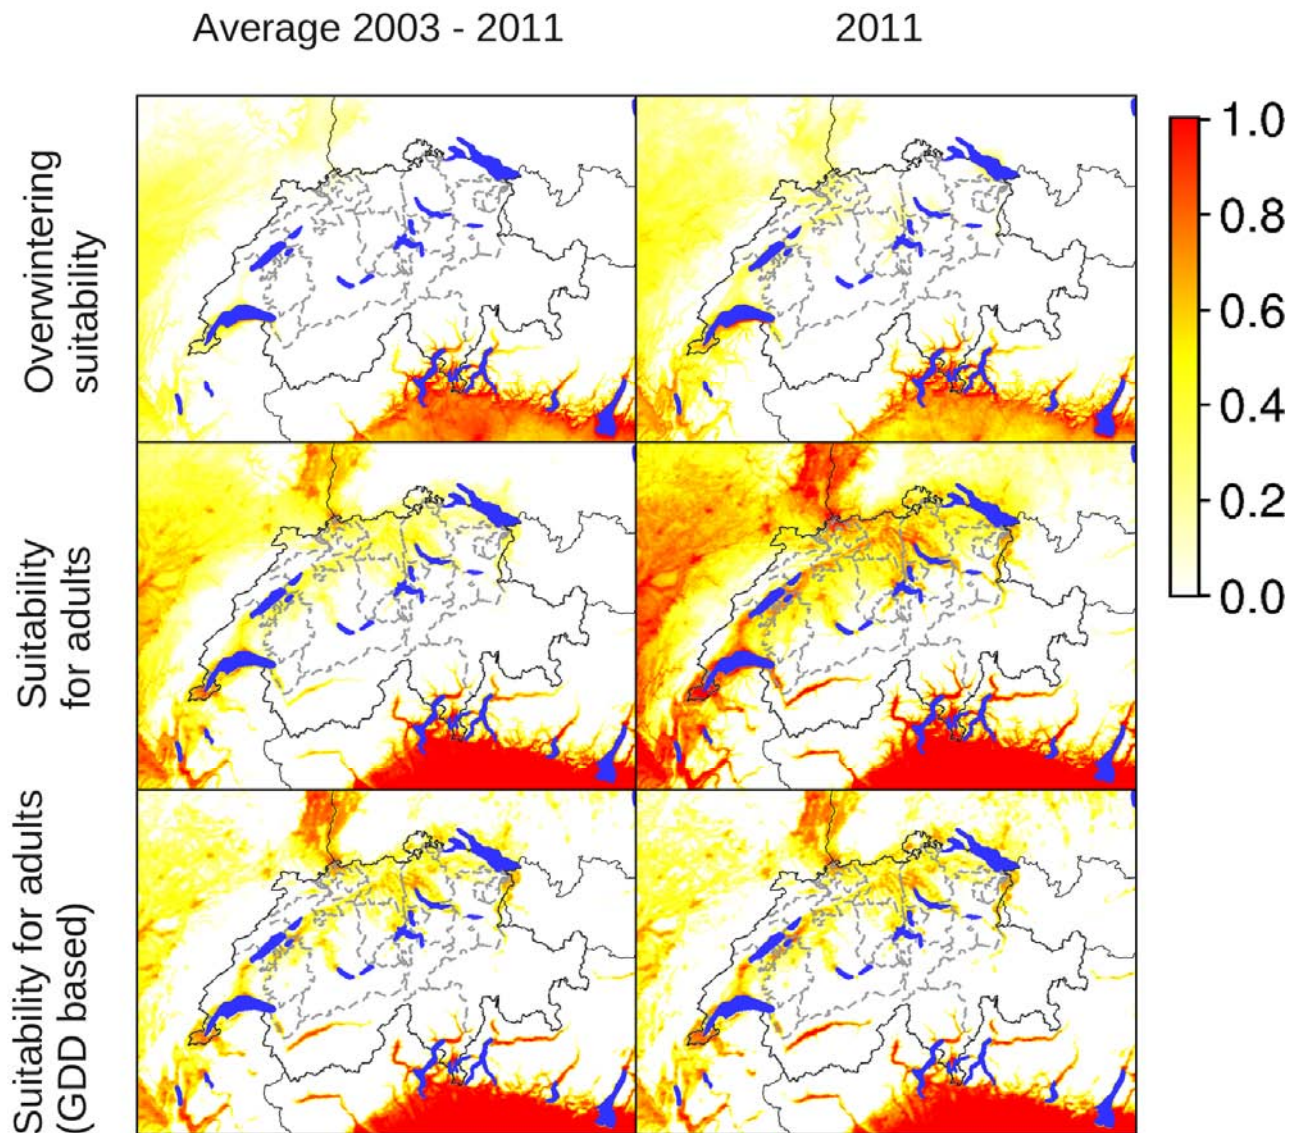 Average 2003 - 2011
2011
Overwintering
suitability
Suitability
for adults
Suitability for adults
(GDD based)
1.0
0.8
0.6
0.4
0.2
0.0